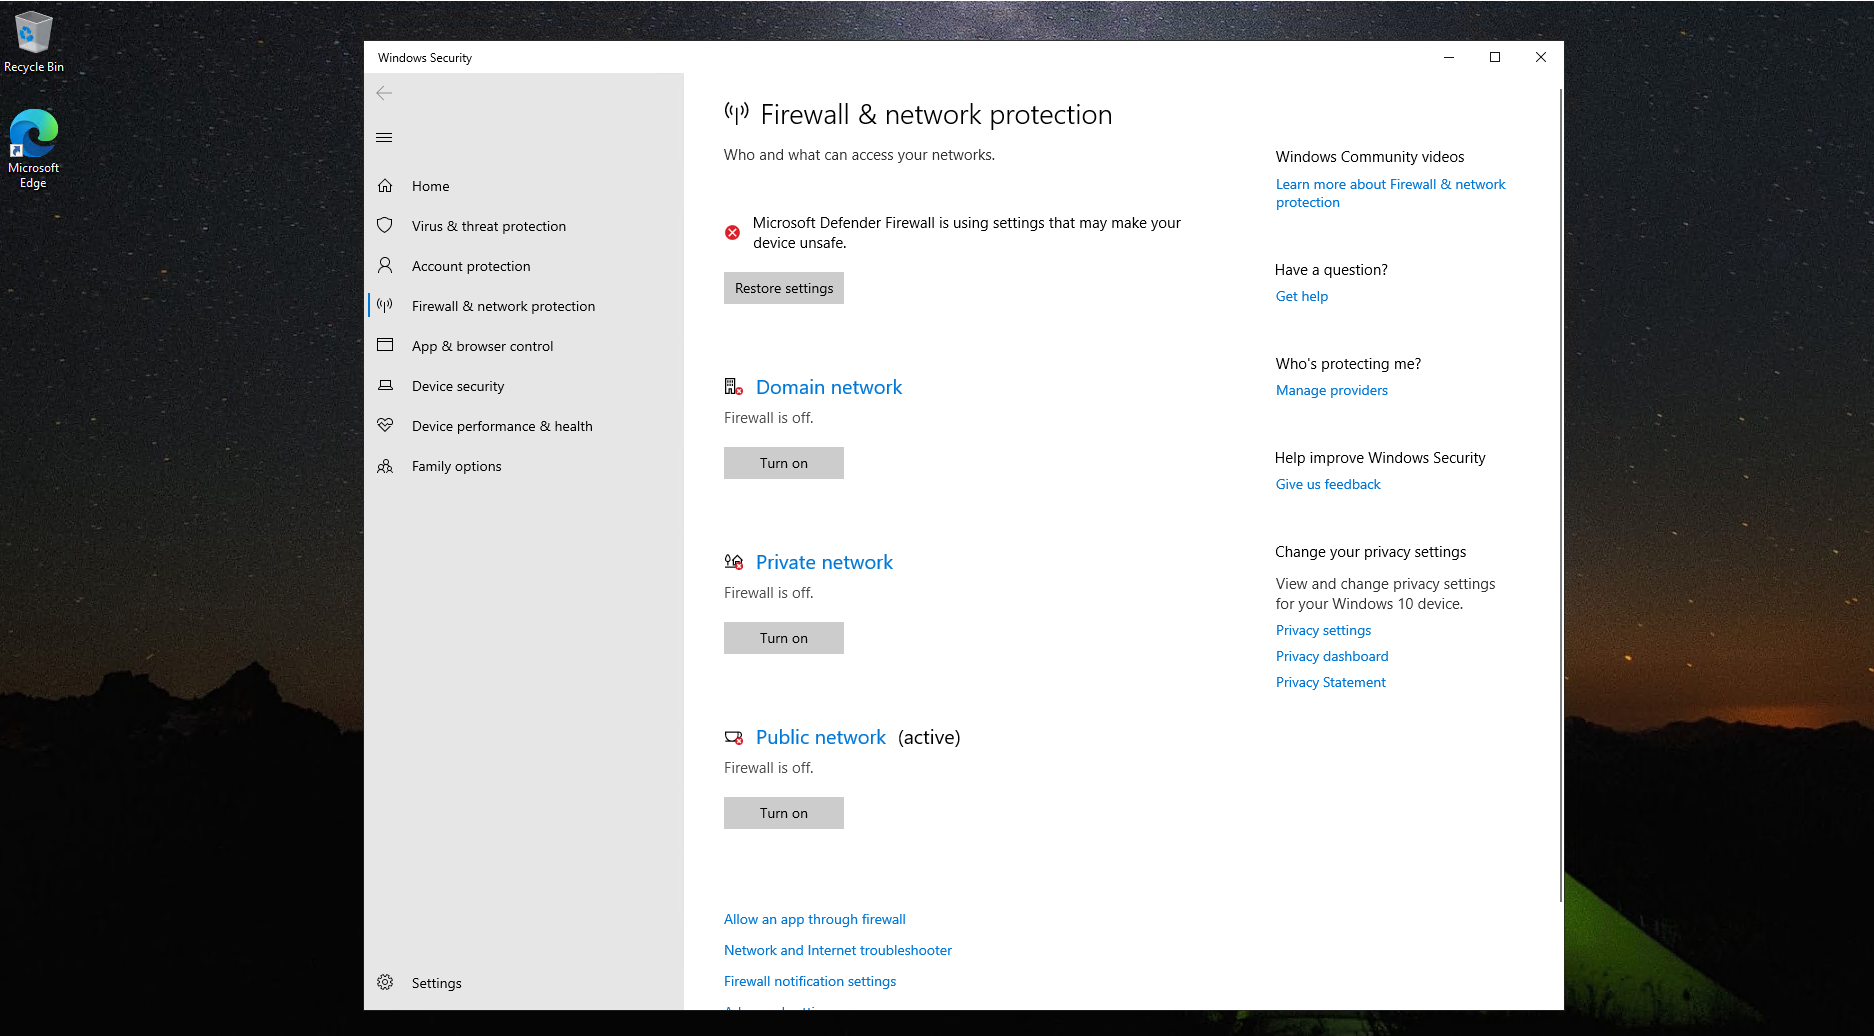 Recycle Bin
Microsoft
Edge
Windows Security
Home
Virus & threat protection
Account protection
Firewall & network protection
App & browser control
Device security
Device performance & health
Family options
Settings
Firewall & network protection
Who and what can access your networks.
Microsoft Defender Firewall is using settings that may make your
device unsafe.
Restore settings
Domain network
Firewall is off.
Turn on
Private network
Firewall is off.
Turn on
Public network (active)
Firewall is off.
Turn on
Allow an app through firewall
Network and Internet troubleshooter
Firewall notification settings
Windows Community videos
Learn more about Firewall & network
protection
Have a question?
Get help
Who's protecting me?
Manage providers
Help improve Windows Security
Give us feedback
Change your privacy settings
View and change privacy settings
for your Windows 10 device.
Privacy settings
Privacy dashboard
Privacy Statement